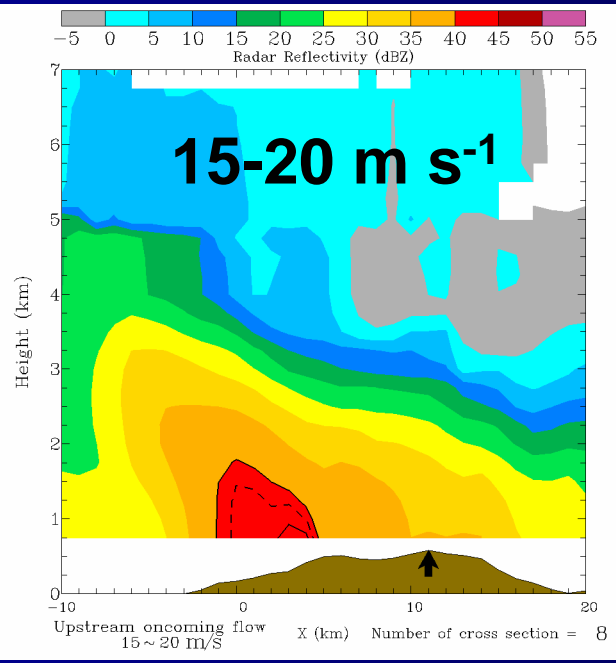 −5 0 5 10 15 20 25 30 35 40 45 50 55
Radar Reflectivity (dBZ)
15-20 m s-1
Height (km)
7
6
5
4
3
2
1
0
−10 0 10 20
Upstream oncoming flow
15~20 m/s
X (km) Number of cross section = 8